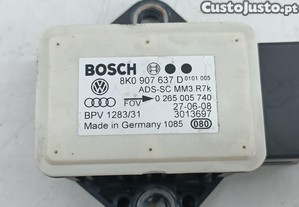 CustoJusto.pt
BOSCH
8K0 907 637 D 0101 005
ADS-SC MM3.R7k
FOV 0 265 005 740
27-06-08
BPV 1283/31 3013697
Made in Germany 1085 080